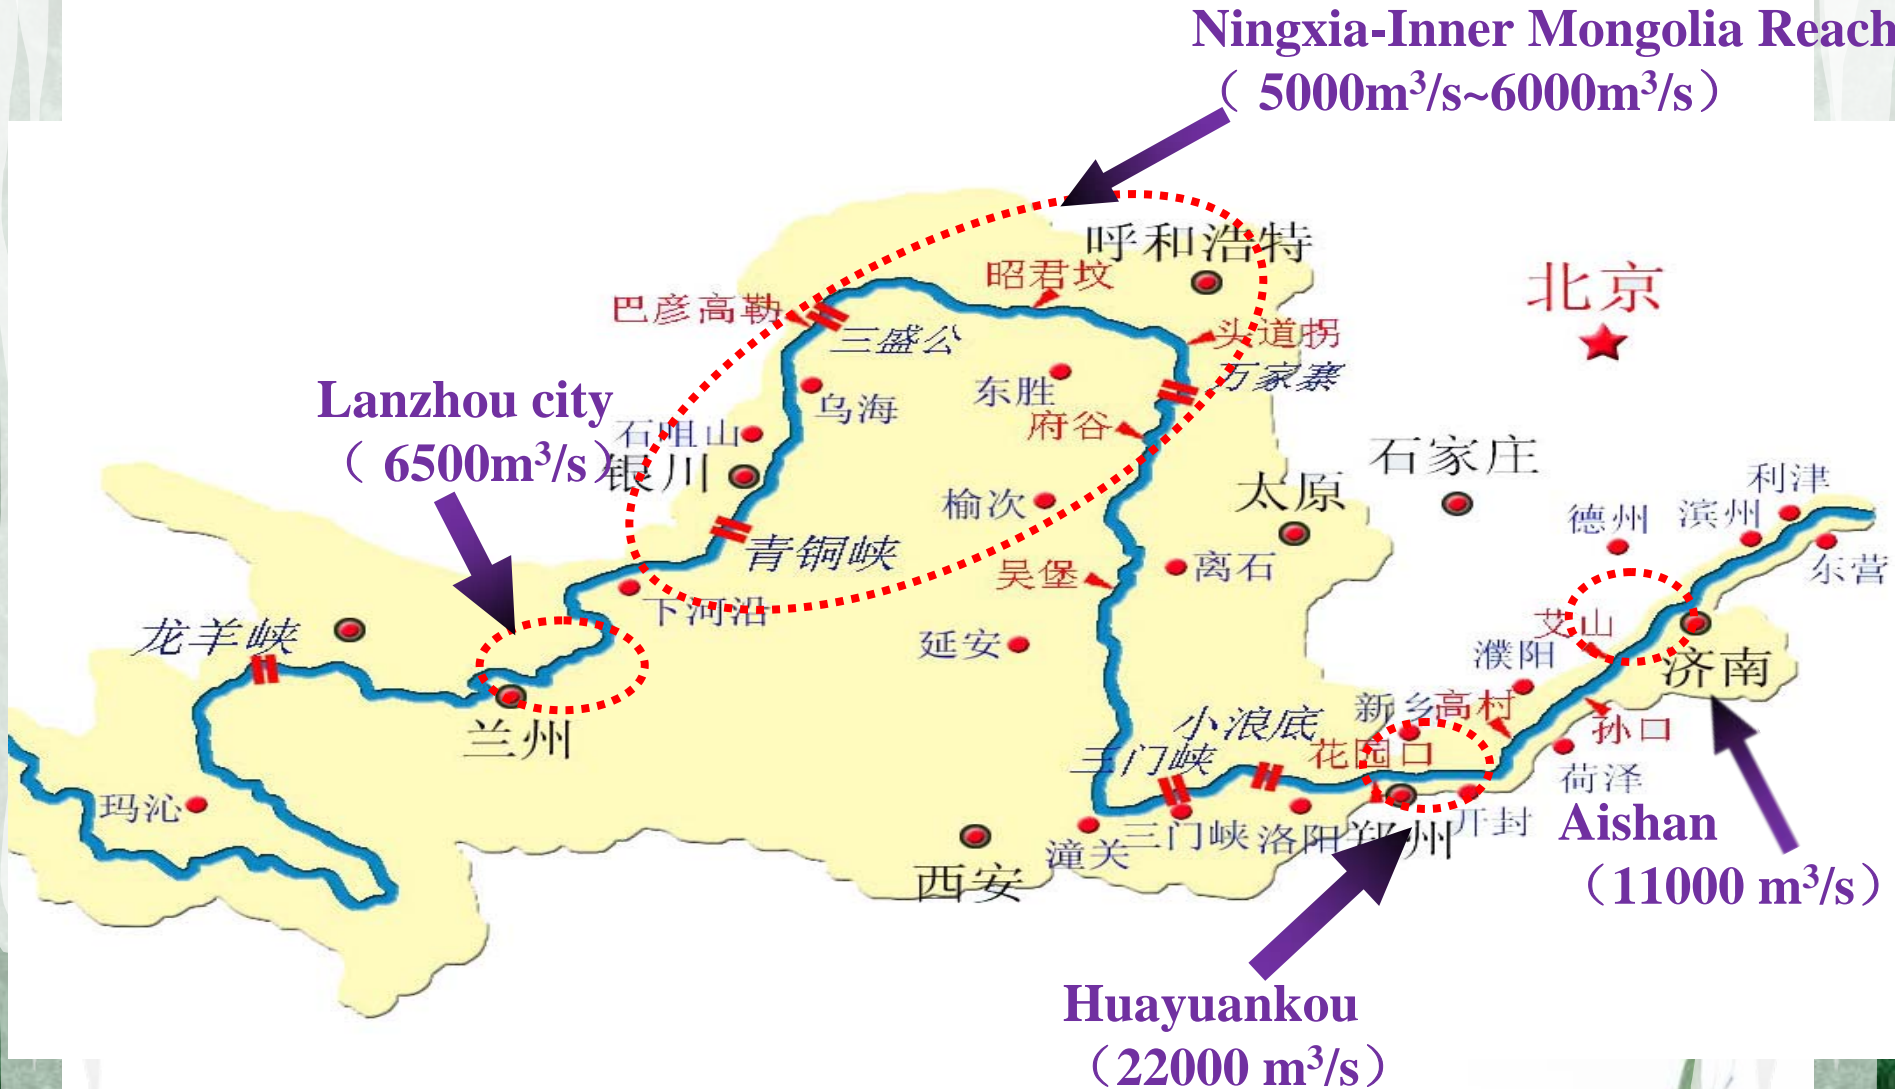 Ningxia-Inner Mongolia Reach
（ 5000m³/s~6000m³/s）
呼和浩特
昭君坟
北京
巴彦高勒
三盛公
头道拐
万家寨
Lanzhou city
（ 6500m³/s）
乌海
东胜
府谷
石咀山
银川
石家庄
太原
榆次
利津
德州
滨州
青铜峡
吴堡
离石
东营
下河沿
龙羊峡
延安
艾山
濮阳
济南
兰州
新乡
高村
小浪底
孙口
花园口
三门峡
荷泽
玛沁
三门峡
洛阳
郑州
开封
潼关
西安
Aishan
（11000 m³/s）
Huayuankou
（22000 m³/s）